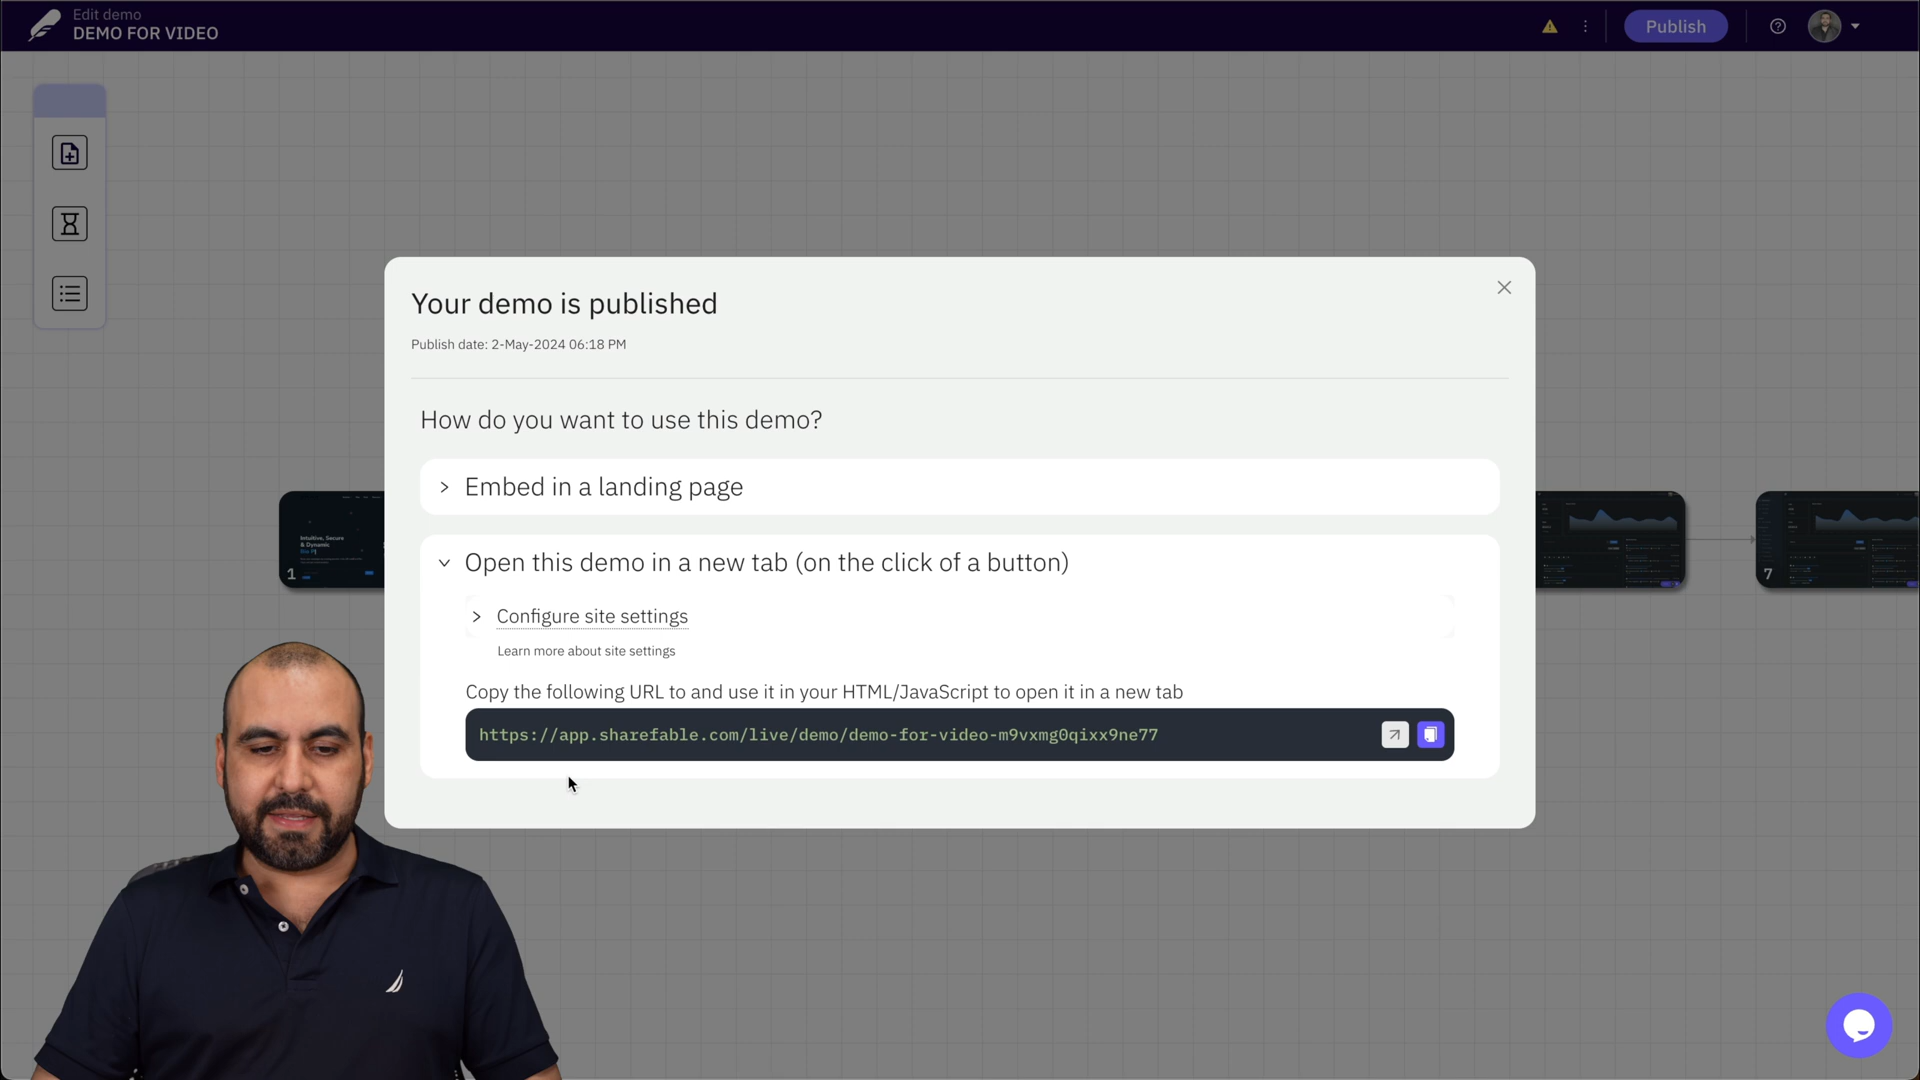 Edit demo
DEMO FOR VIDEO
Publish
Your demo is published
Publish date: 2-May-2024 06:18 PM
How do you want to use this demo?
Embed in a landing page
Open this demo in a new tab (on the click of a button)
Configure site settings
Learn more about site settings
Copy the following URL to and use it in your HTML/JavaScript to open it in a new tab
https://app.sharefable.com/live/demo/demo-for-video-m9vxmg0qixx9ne77
Intuitive, Secure
& Dynamic
1
7